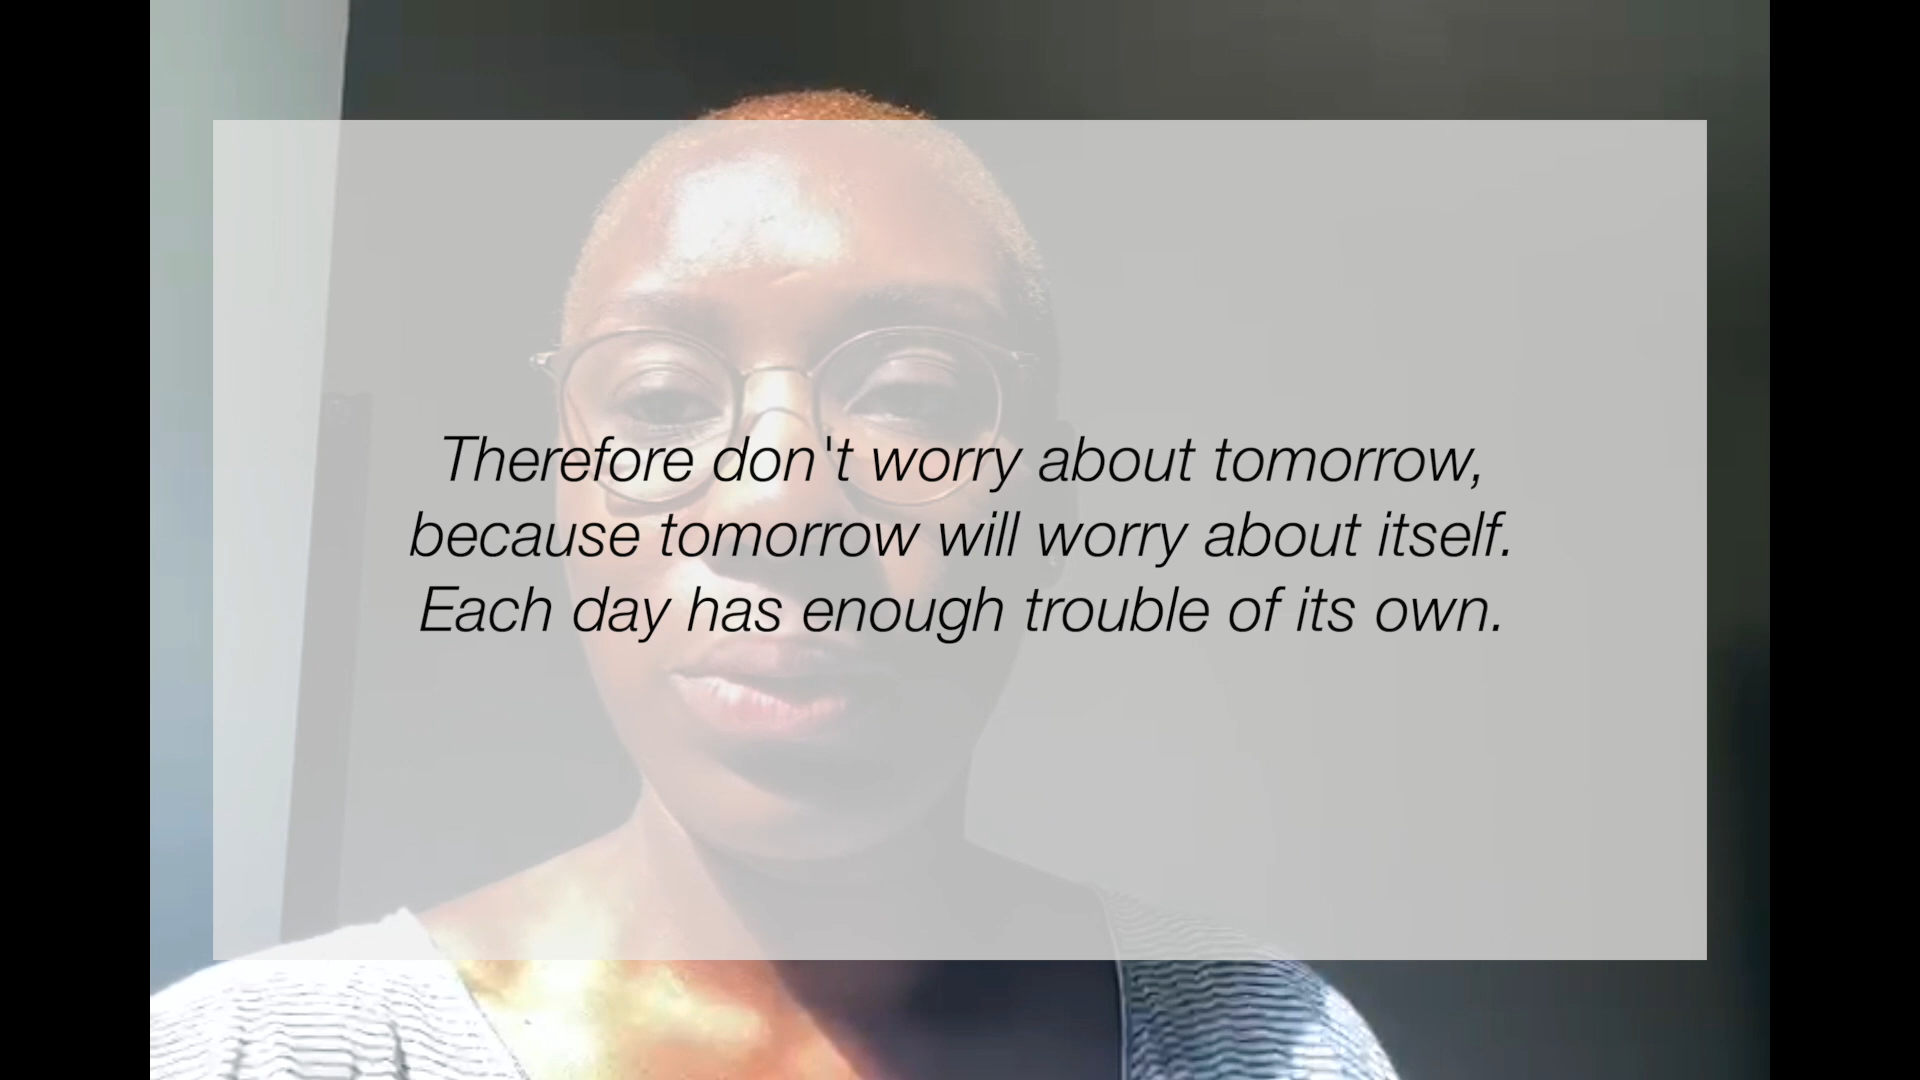 Therefore don't worry about tomorrow,
because tomorrow will worry about itself.
Each day has enough trouble of its own.